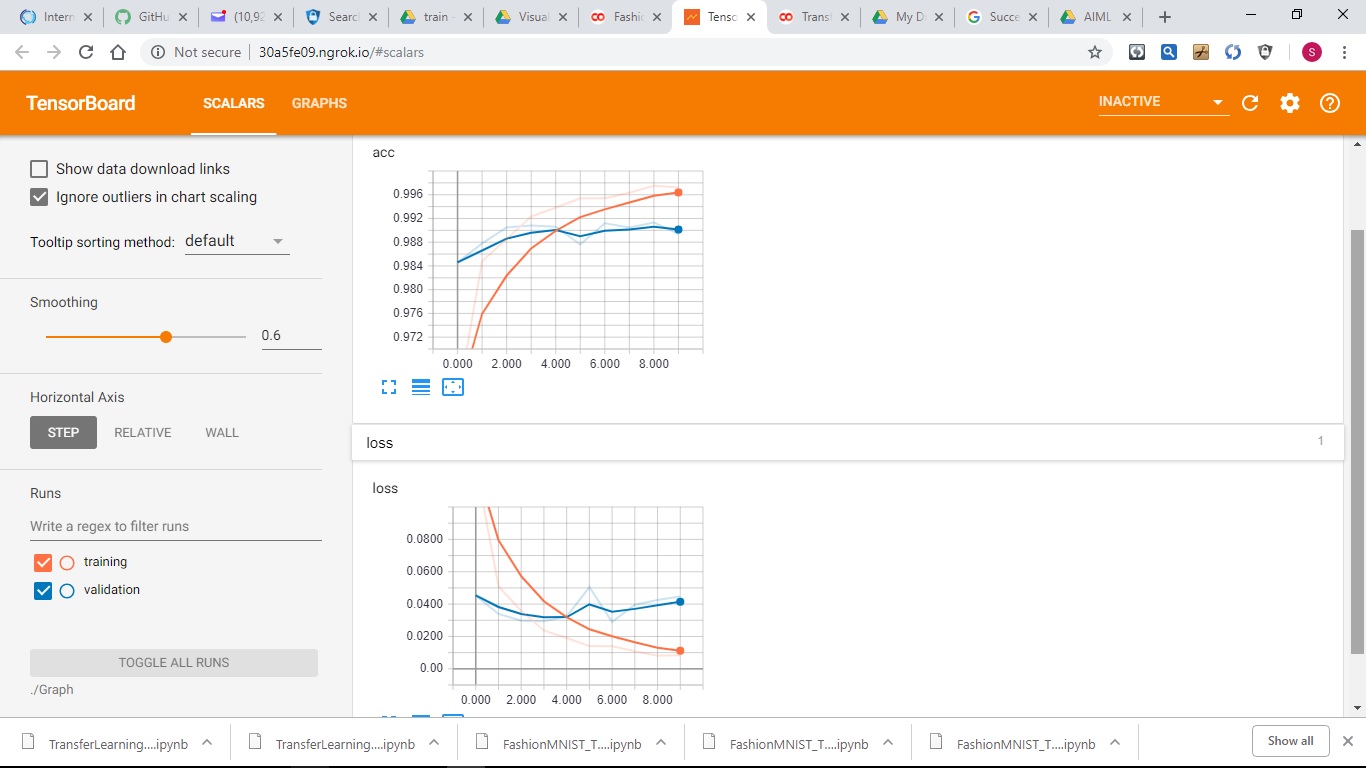 Intern
GitHu
(10,92
Searc
train -
Visual
Fashio
Tenso
Transf
My D
Succe
AIML
Not secure
30a5fe09.ngrok.io/#scalars
S
TensorBoard
SCALARS
GRAPHS
INACTIVE
Show data download links
Ignore outliers in chart scaling
Tooltip sorting method: default
Smoothing
0.6
Horizontal Axis
STEP RELATIVE WALL
Runs
Write a regex to filter runs
training
validation
TOGGLE ALL RUNS
./Graph
acc
0.996
0.992
0.988
0.984
0.980
0.976
0.972
0.000 2.000 4.000 6.000 8.000
loss
1
loss
0.0800
0.0600
0.0400
0.0200
0.00
0.000 2.000 4.000 6.000 8.000
TransferLearning....ipynb
TransferLearning....ipynb
FashionMNIST_T....ipynb
FashionMNIST_T....ipynb
FashionMNIST_T....ipynb
Show all